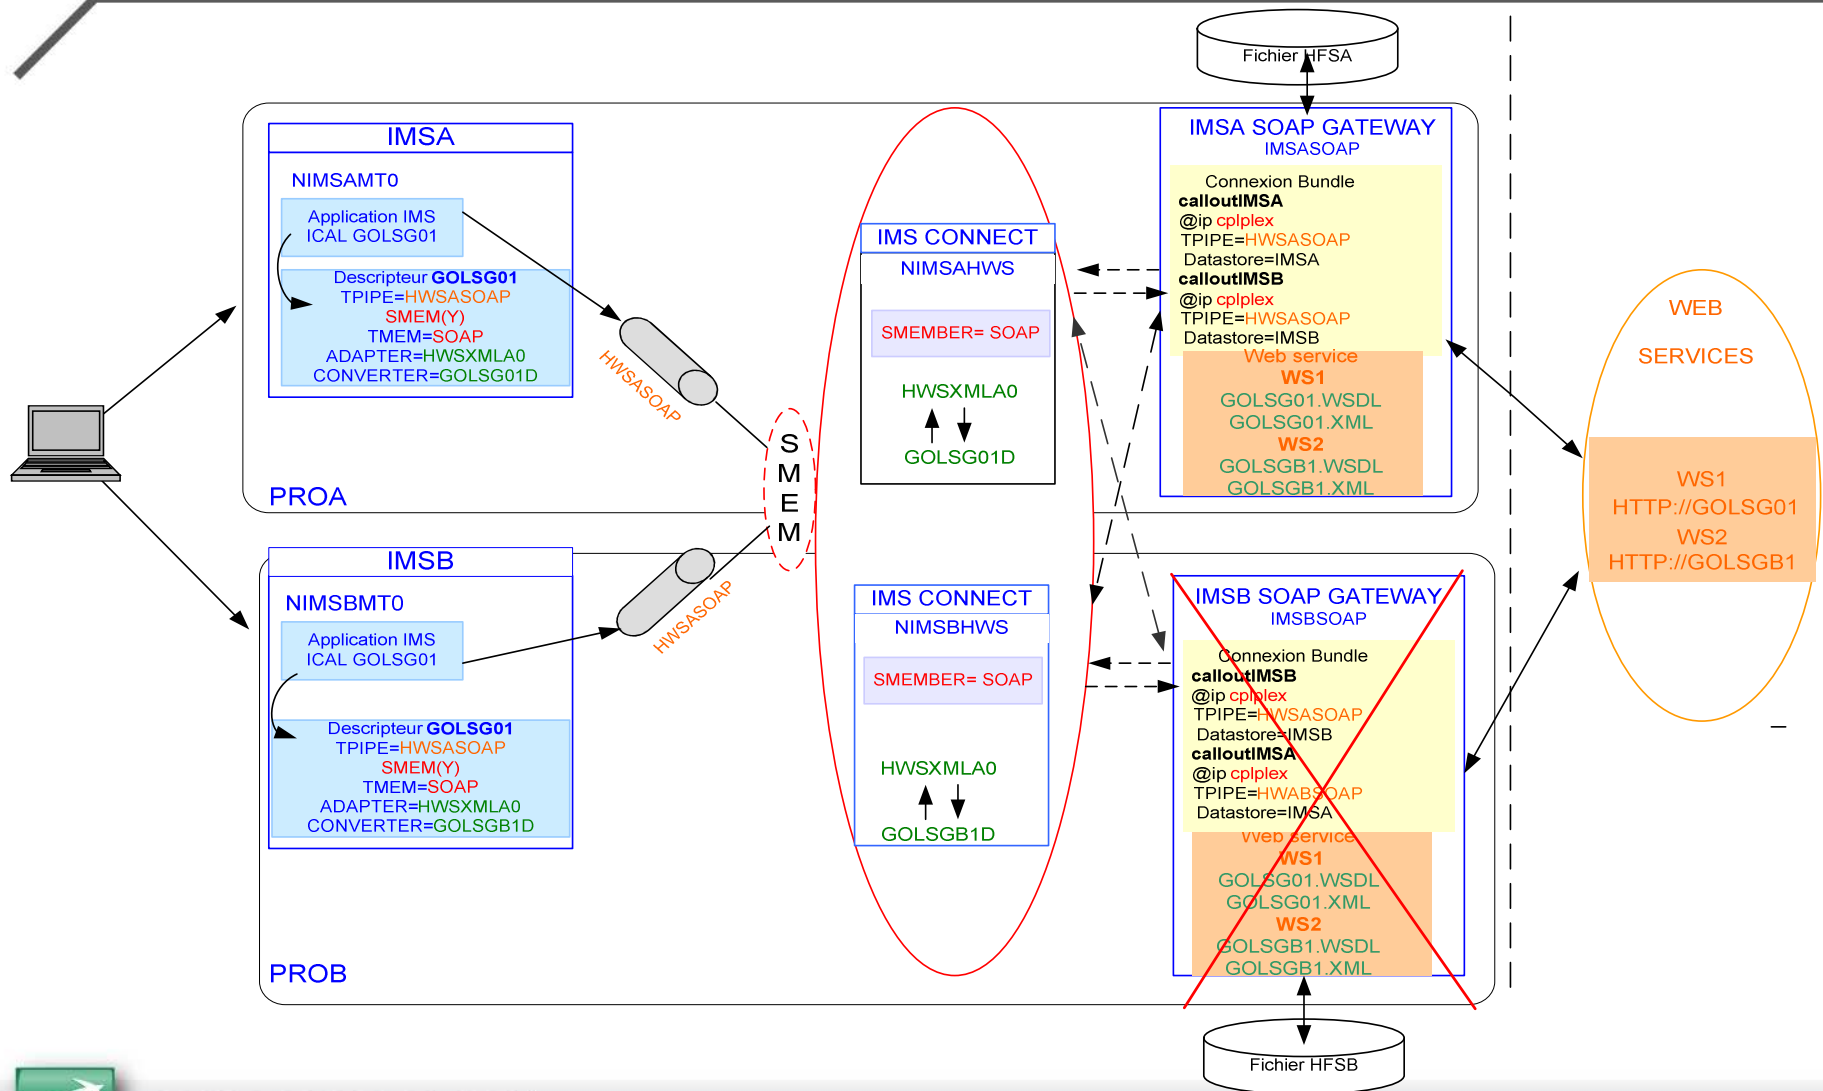 Fichier HFSA
IMSA
NIMSAMT0
Application IMS
ICAL GOLSG01
Descripteur GOLSG01
TPIPE=HWSASOAP
SMEM(Y)
TMEM=SOAP
ADAPTER=HWSXMLA0
CONVERTER=GOLSG01D
PROA
HWSASOAP
SMEM
IMS CONNECT
NIMSAHWS
SMEMBER= SOAP
HWSXMLA0
GOLSG01D
IMSA SOAP GATEWAY
IMSASOAP
Connexion Bundle
calloutIMSA
@ip cplplex
TPIPE=HWSASOAP
Datastore=IMSA
calloutIMSB
@ip cplplex
TPIPE=HWSASOAP
Datastore=IMSB
Web service
WS1
GOLSG01.WSDL
GOLSG01.XML
WS2
GOLSGB1.WSDL
GOLSGB1.XML
WEB
SERVICES
WS1
HTTP://GOLSG01
WS2
HTTP://GOLSGB1
IMSB
NIMSBMT0
Application IMS
ICAL GOLSG01
Descripteur GOLSG01
TPIPE=HWSASOAP
SMEM(Y)
TMEM=SOAP
ADAPTER=HWSXMLA0
CONVERTER=GOLSGB1D
PROB
HWSASOAP
IMS CONNECT
NIMSBHWS
SMEMBER= SOAP
HWSXMLA0
GOLSGB1D
IMSB SOAP GATEWAY
IMSBSOAP
Connexion Bundle
calloutIMSB
@ip cplplex
TPIPE=HWSASOAP
Datastore=IMSB
calloutIMSA
@ip cplplex
TPIPE=HWABSOAP
Datastore=IMSA
Web service
WS1
GOLSG01.WSDL
GOLSG01.XML
WS2
GOLSGB1.WSDL
GOLSGB1.XML
Fichier HFSB